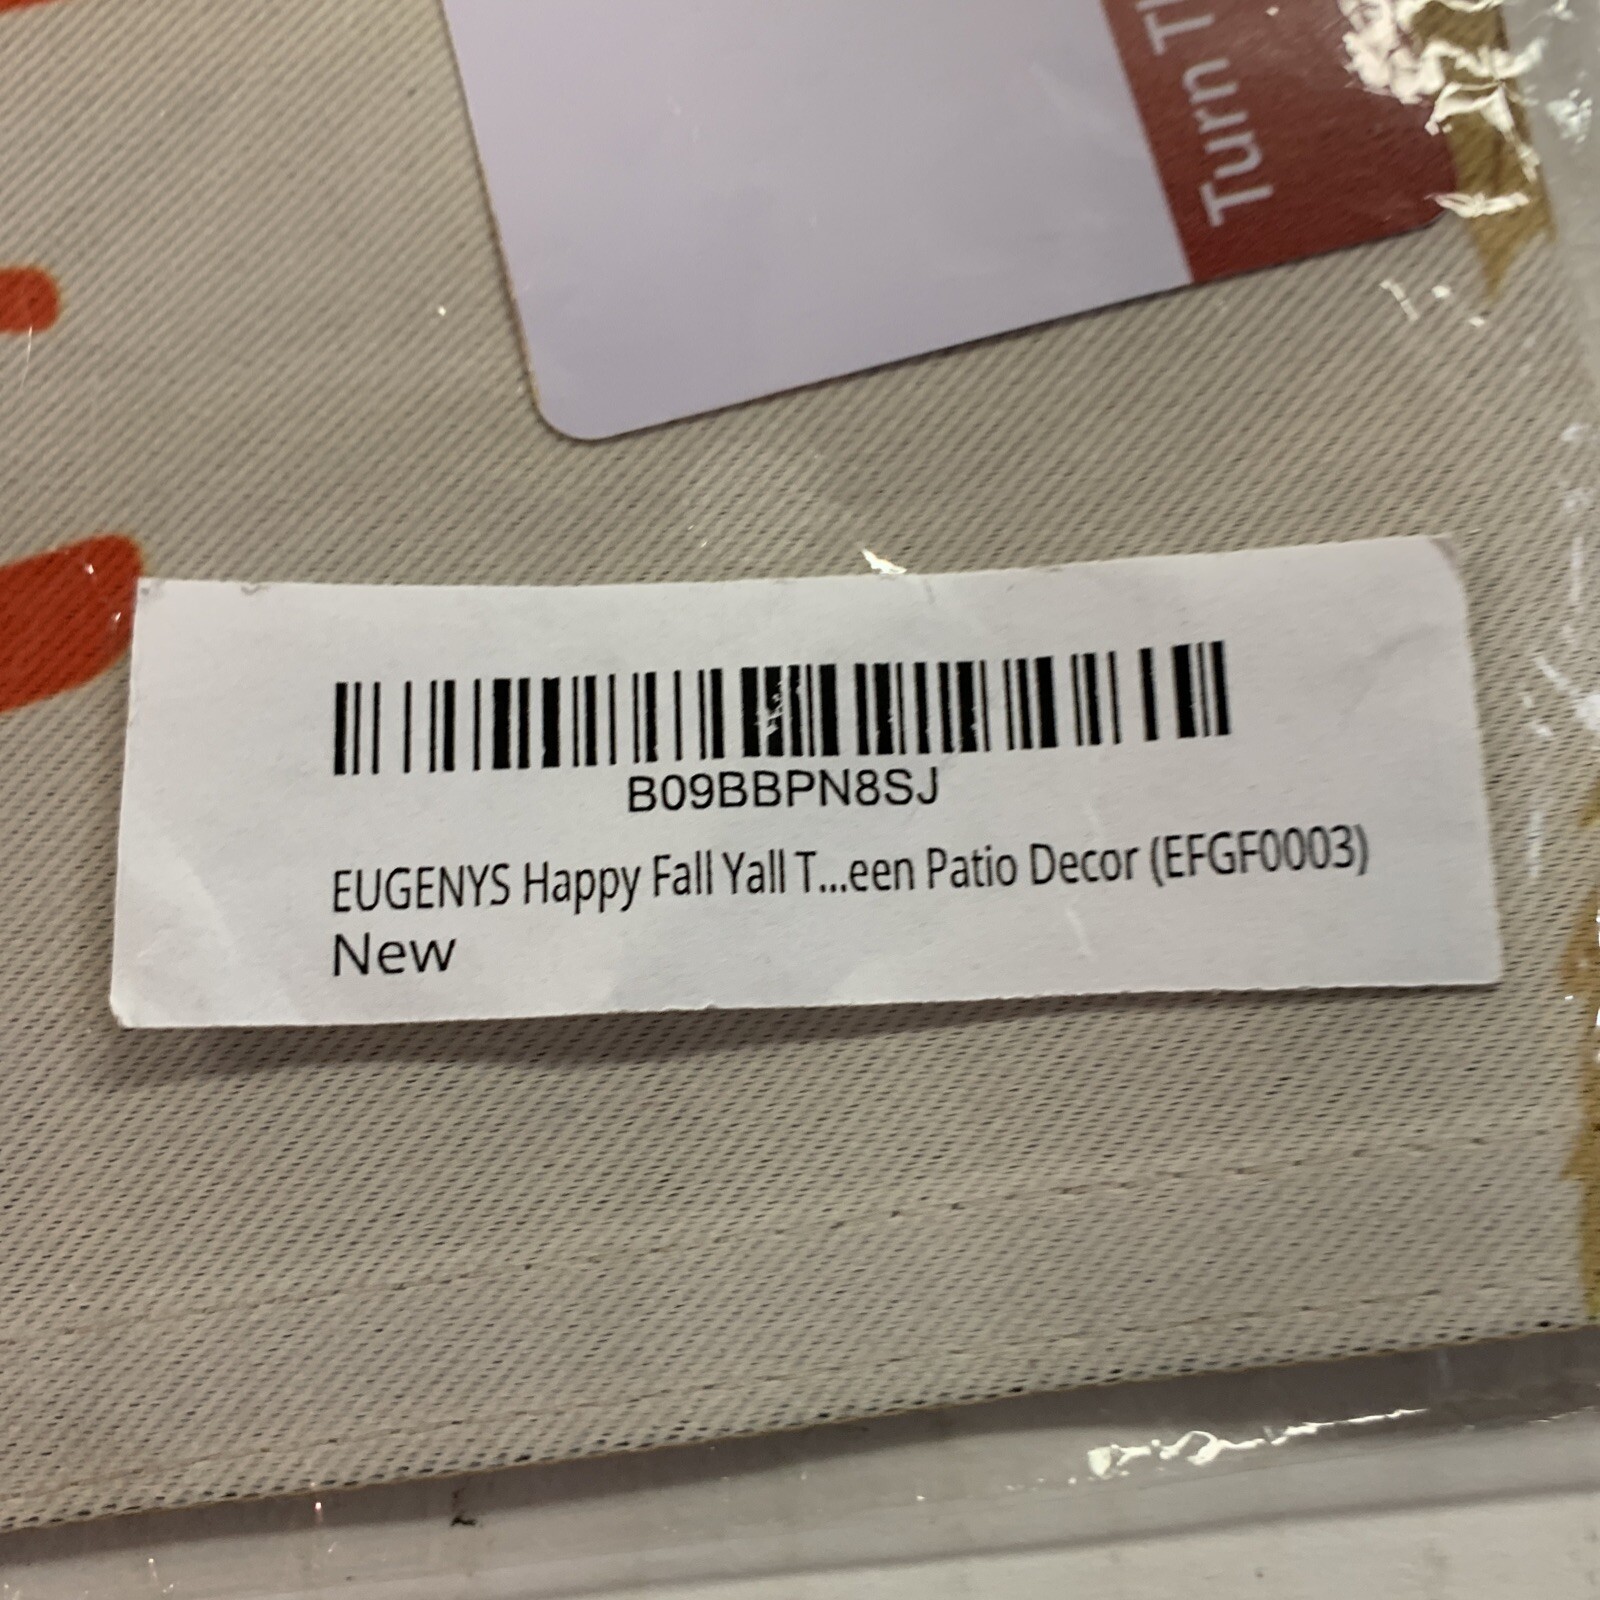 Turn
B09BBPN8SJ
EUGENYS Happy Fall Yall T...een Patio Decor (EFGF0003)
New